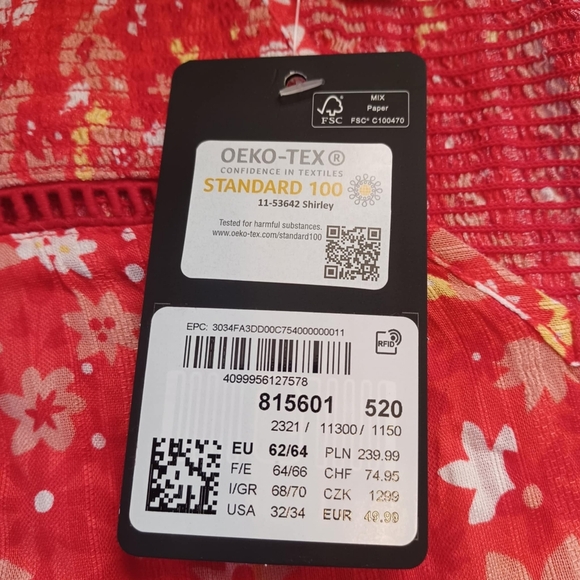 MIX
Paper
FSC
FSC® C100470
OEKO-TEX®
CONFIDENCE IN TEXTILES
STANDARD 100
11-53642 Shirley
Tested for harmful substances.
www.oeko-tex.com/standard100
EPC: 3034FA3DD00C754000000011
RFID
4099956127578
815601 520
2321 / 11300 / 1150
EU 62/64 PLN 239.99
F/E 64/66 CHF 74.95
I/GR 68/70 CZK 1299
USA 32/34 EUR 49.99